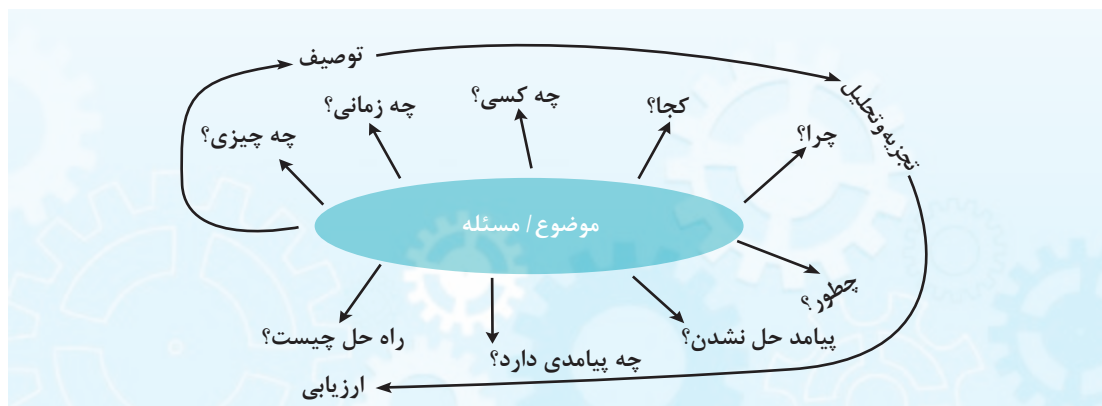 توصیف
تجزیه و تحلیل
چه کسی؟
کجا؟
چه زمانی؟
چرا؟
چه چیزی؟
موضوع / مسئله
چطور؟
پیامد حل نشدن؟
راه حل چیست؟
چه پیامدی دارد؟
ارزیابی